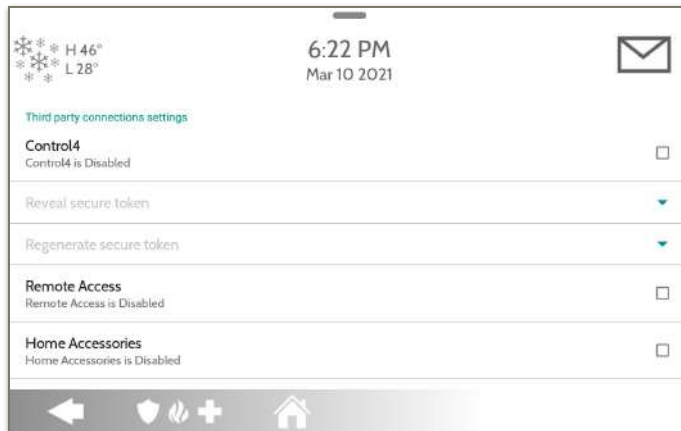 H 46°
L 28°
6:22 PM
Mar 10 2021
Third party connections settings
Control4
Control4 is Disabled
Reveal secure token
Regenerate secure token
Remote Access
Remote Access is Disabled
Home Accessories
Home Accessories is Disabled